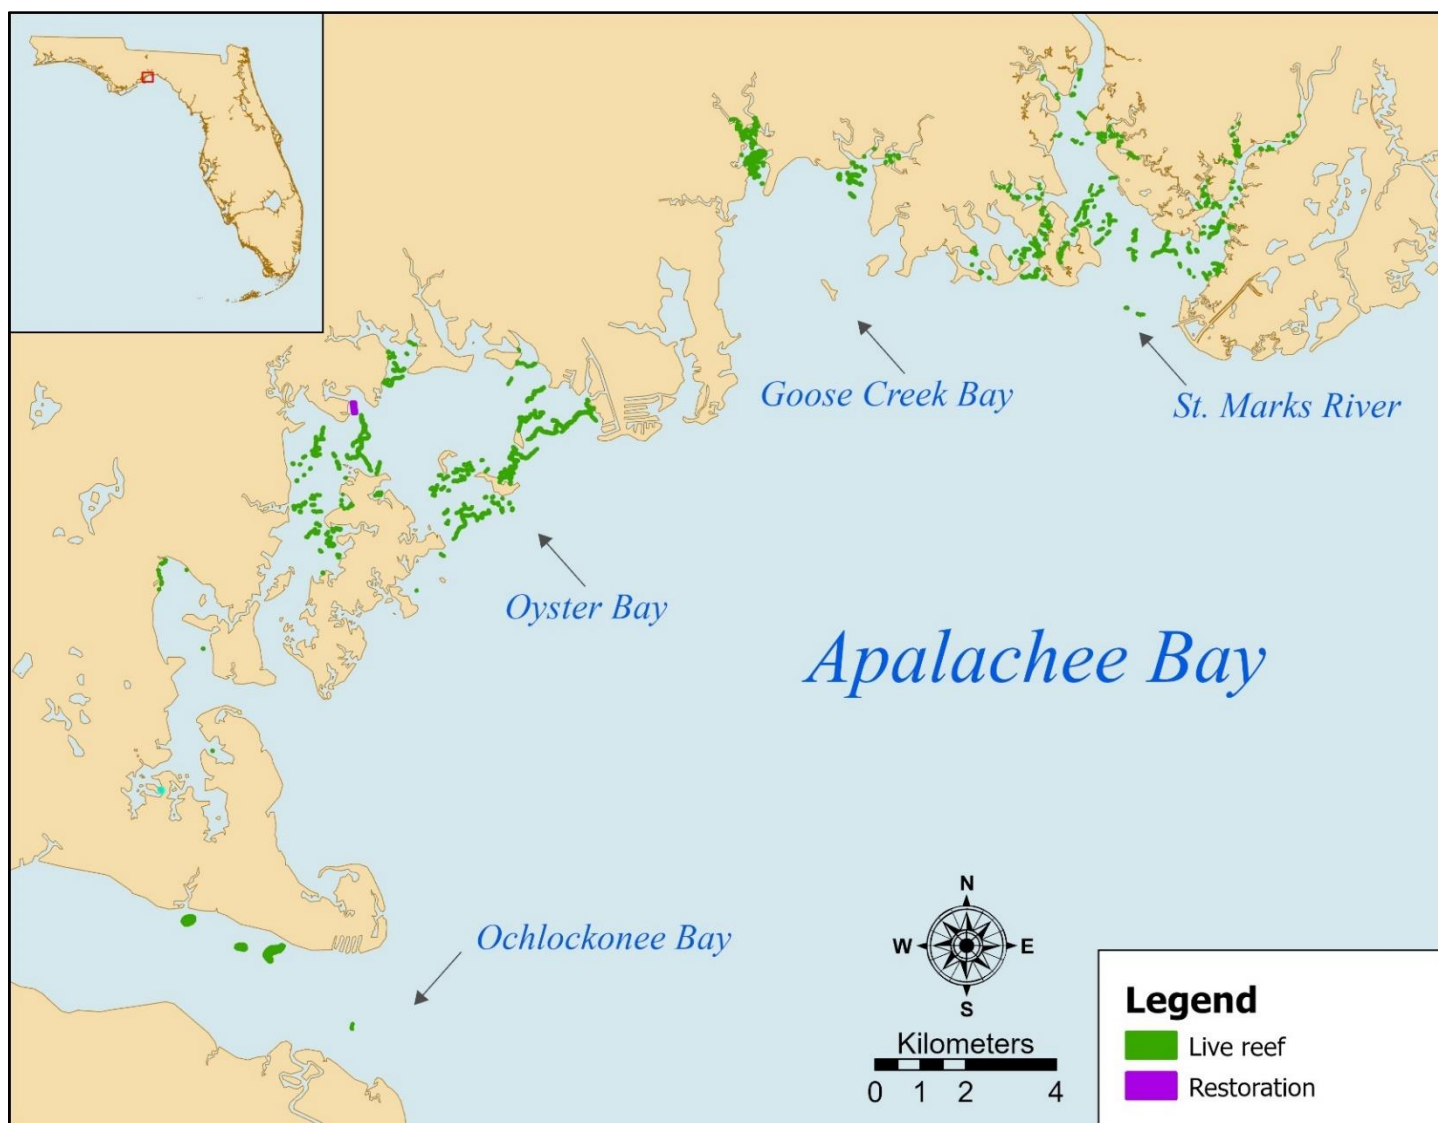 Goose Creek Bay
St. Marks River
Oyster Bay
Apalachee Bay
Ochlockonee Bay
N
W E
S
Kilometers
0 1 2 4
Legend
Live reef
Restoration